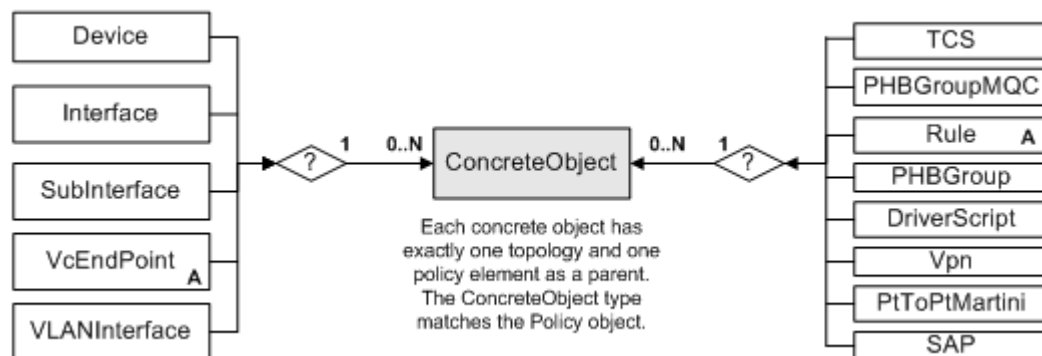 Device
Interface
SubInterface
VcEndPoint
A
VLANInterface
?
1
0..N
ConcreteObject
0..N
1
?
Each concrete object has
exactly one topology and one
policy element as a parent.
The ConcreteObject type
matches the Policy object.
TCS
PHBGroupMQC
Rule
A
PHBGroup
DriverScript
Vpn
PtToPtMartini
SAP